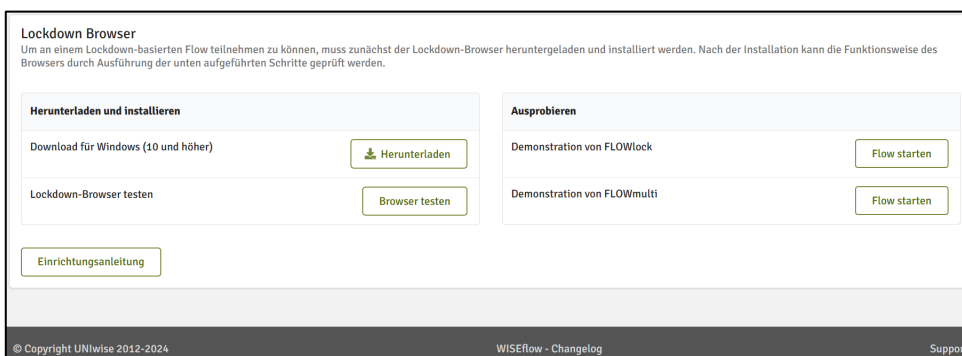 Lockdown Browser
Um an einem Lockdown-basierten Flow teilnehmen zu können, muss zunächst der Lockdown-Browser heruntergeladen und installiert werden. Nach der Installation kann die Funktionsweise des
Browsers durch Ausführung der unten aufgeführten Schritte geprüft werden.
Herunterladen und installieren
Download für Windows (10 und höher)
Herunterladen
Lockdown-Browser testen
Browser testen
Ausprobieren
Demonstration von FLOWlock
Flow starten
Demonstration von FLOWmulti
Flow starten
Einrichtungsanleitung
© Copyright UNIwise 2012-2024
WISEflow - Changelog
Suppor